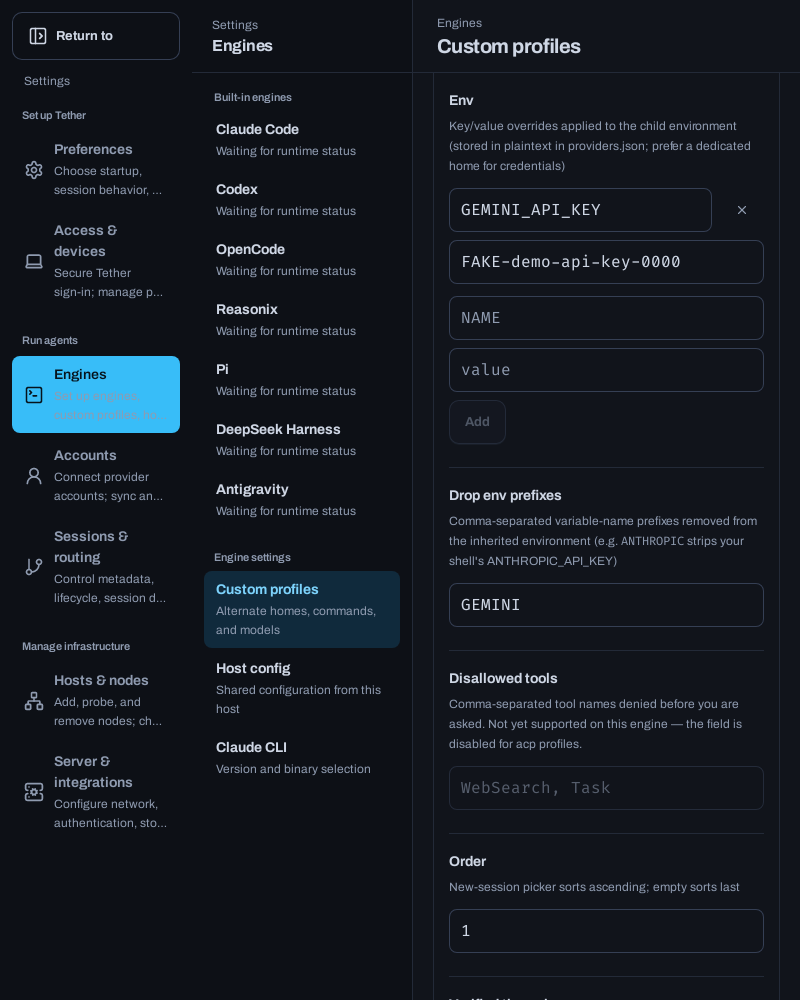 Return to
Settings
Set up Tether
Preferences
Choose startup,
session behavior, ...
Access &
devices
Secure Tether
sign-in; manage p...
Run agents
Engines
Accounts
Connect provider
accounts; sync an...
Sessions &
routing
Control metadata,
lifecycle, session d...
Manage infrastructure
Hosts & nodes
Add, probe, and
remove nodes; ch...
Server &
integrations
Configure network,
authentication, sto...
Settings
Engines
Built-in engines
Claude Code
Waiting for runtime status
Codex
Waiting for runtime status
OpenCode
Waiting for runtime status
Reasonix
Waiting for runtime status
Pi
Waiting for runtime status
DeepSeek Harness
Waiting for runtime status
Antigravity
Waiting for runtime status
Engine settings
Custom profiles
Alternate homes, commands,
and models
Host config
Shared configuration from this
host
Claude CLI
Version and binary selection
Engines
Custom profiles
Env
Key/value overrides applied to the child environment
(stored in plaintext in providers.json; prefer a dedicated
home for credentials)
GEMINI_API_KEY
FAKE-demo-api-key-0000
NAME
value
Add
Drop env prefixes
Comma-separated variable-name prefixes removed from
the inherited environment (e.g. ANTHROPIC strips your
shell's ANTHROPIC_API_KEY)
GEMINI
Disallowed tools
Comma-separated tool names denied before you are
asked. Not yet supported on this engine — the field is
disabled for acp profiles.
WebSearch, Task
Order
New-session picker sorts ascending; empty sorts last
1